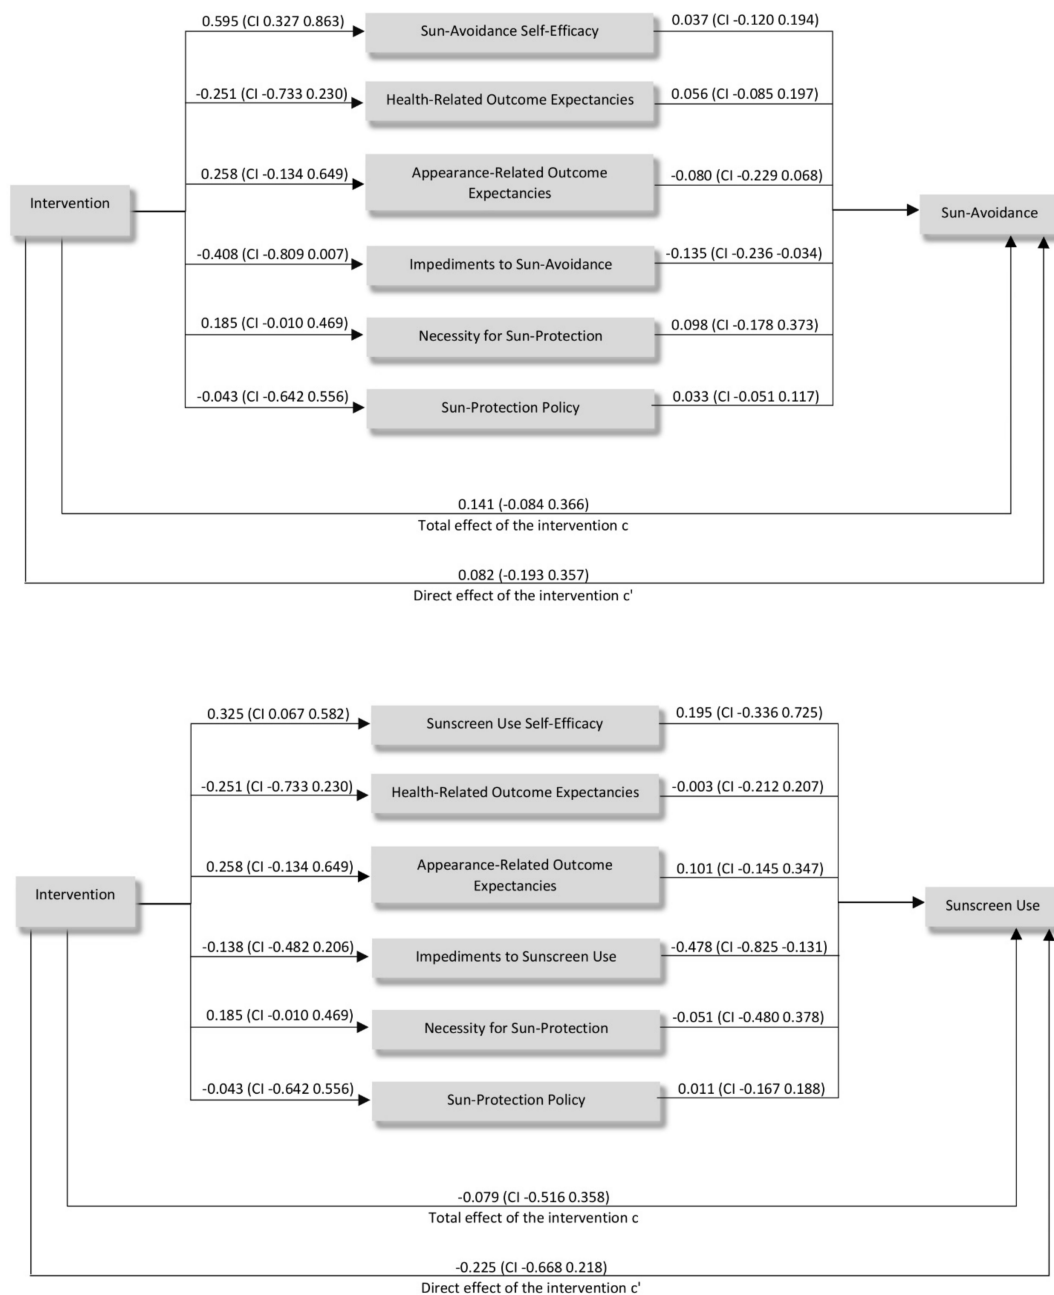 0.595 (CI 0.327 0.863)
Sun-Avoidance Self-Efficacy
0.037 (CI -0.120 0.194)
-0.251 (CI -0.733 0.230)
Health-Related Outcome Expectancies
0.056 (CI -0.085 0.197)
0.258 (CI -0.134 0.649)
Appearance-Related Outcome
Expectancies
-0.080 (CI -0.229 0.068)
Intervention
Sun-Avoidance
-0.408 (CI -0.809 0.007)
Impediments to Sun-Avoidance
-0.135 (CI -0.236 -0.034)
0.185 (CI -0.010 0.469)
Necessity for Sun-Protection
0.098 (CI -0.178 0.373)
-0.043 (CI -0.642 0.556)
Sun-Protection Policy
0.033 (CI -0.051 0.117)
0.141 (-0.084 0.366)
Total effect of the intervention c
0.082 (-0.193 0.357)
Direct effect of the intervention c'
0.325 (CI 0.067 0.582)
Sunscreen Use Self-Efficacy
0.195 (CI -0.336 0.725)
-0.251 (CI -0.733 0.230)
Health-Related Outcome Expectancies
-0.003 (CI -0.212 0.207)
0.258 (CI -0.134 0.649)
Appearance-Related Outcome
Expectancies
0.101 (CI -0.145 0.347)
Intervention
Sunscreen Use
-0.138 (CI -0.482 0.206)
Impediments to Sunscreen Use
-0.478 (CI -0.825 -0.131)
0.185 (CI -0.010 0.469)
Necessity for Sun-Protection
-0.051 (CI -0.480 0.378)
-0.043 (CI -0.642 0.556)
Sun-Protection Policy
0.011 (CI -0.167 0.188)
-0.079 (CI -0.516 0.358)
Total effect of the intervention c
-0.225 (CI -0.668 0.218)
Direct effect of the intervention c'